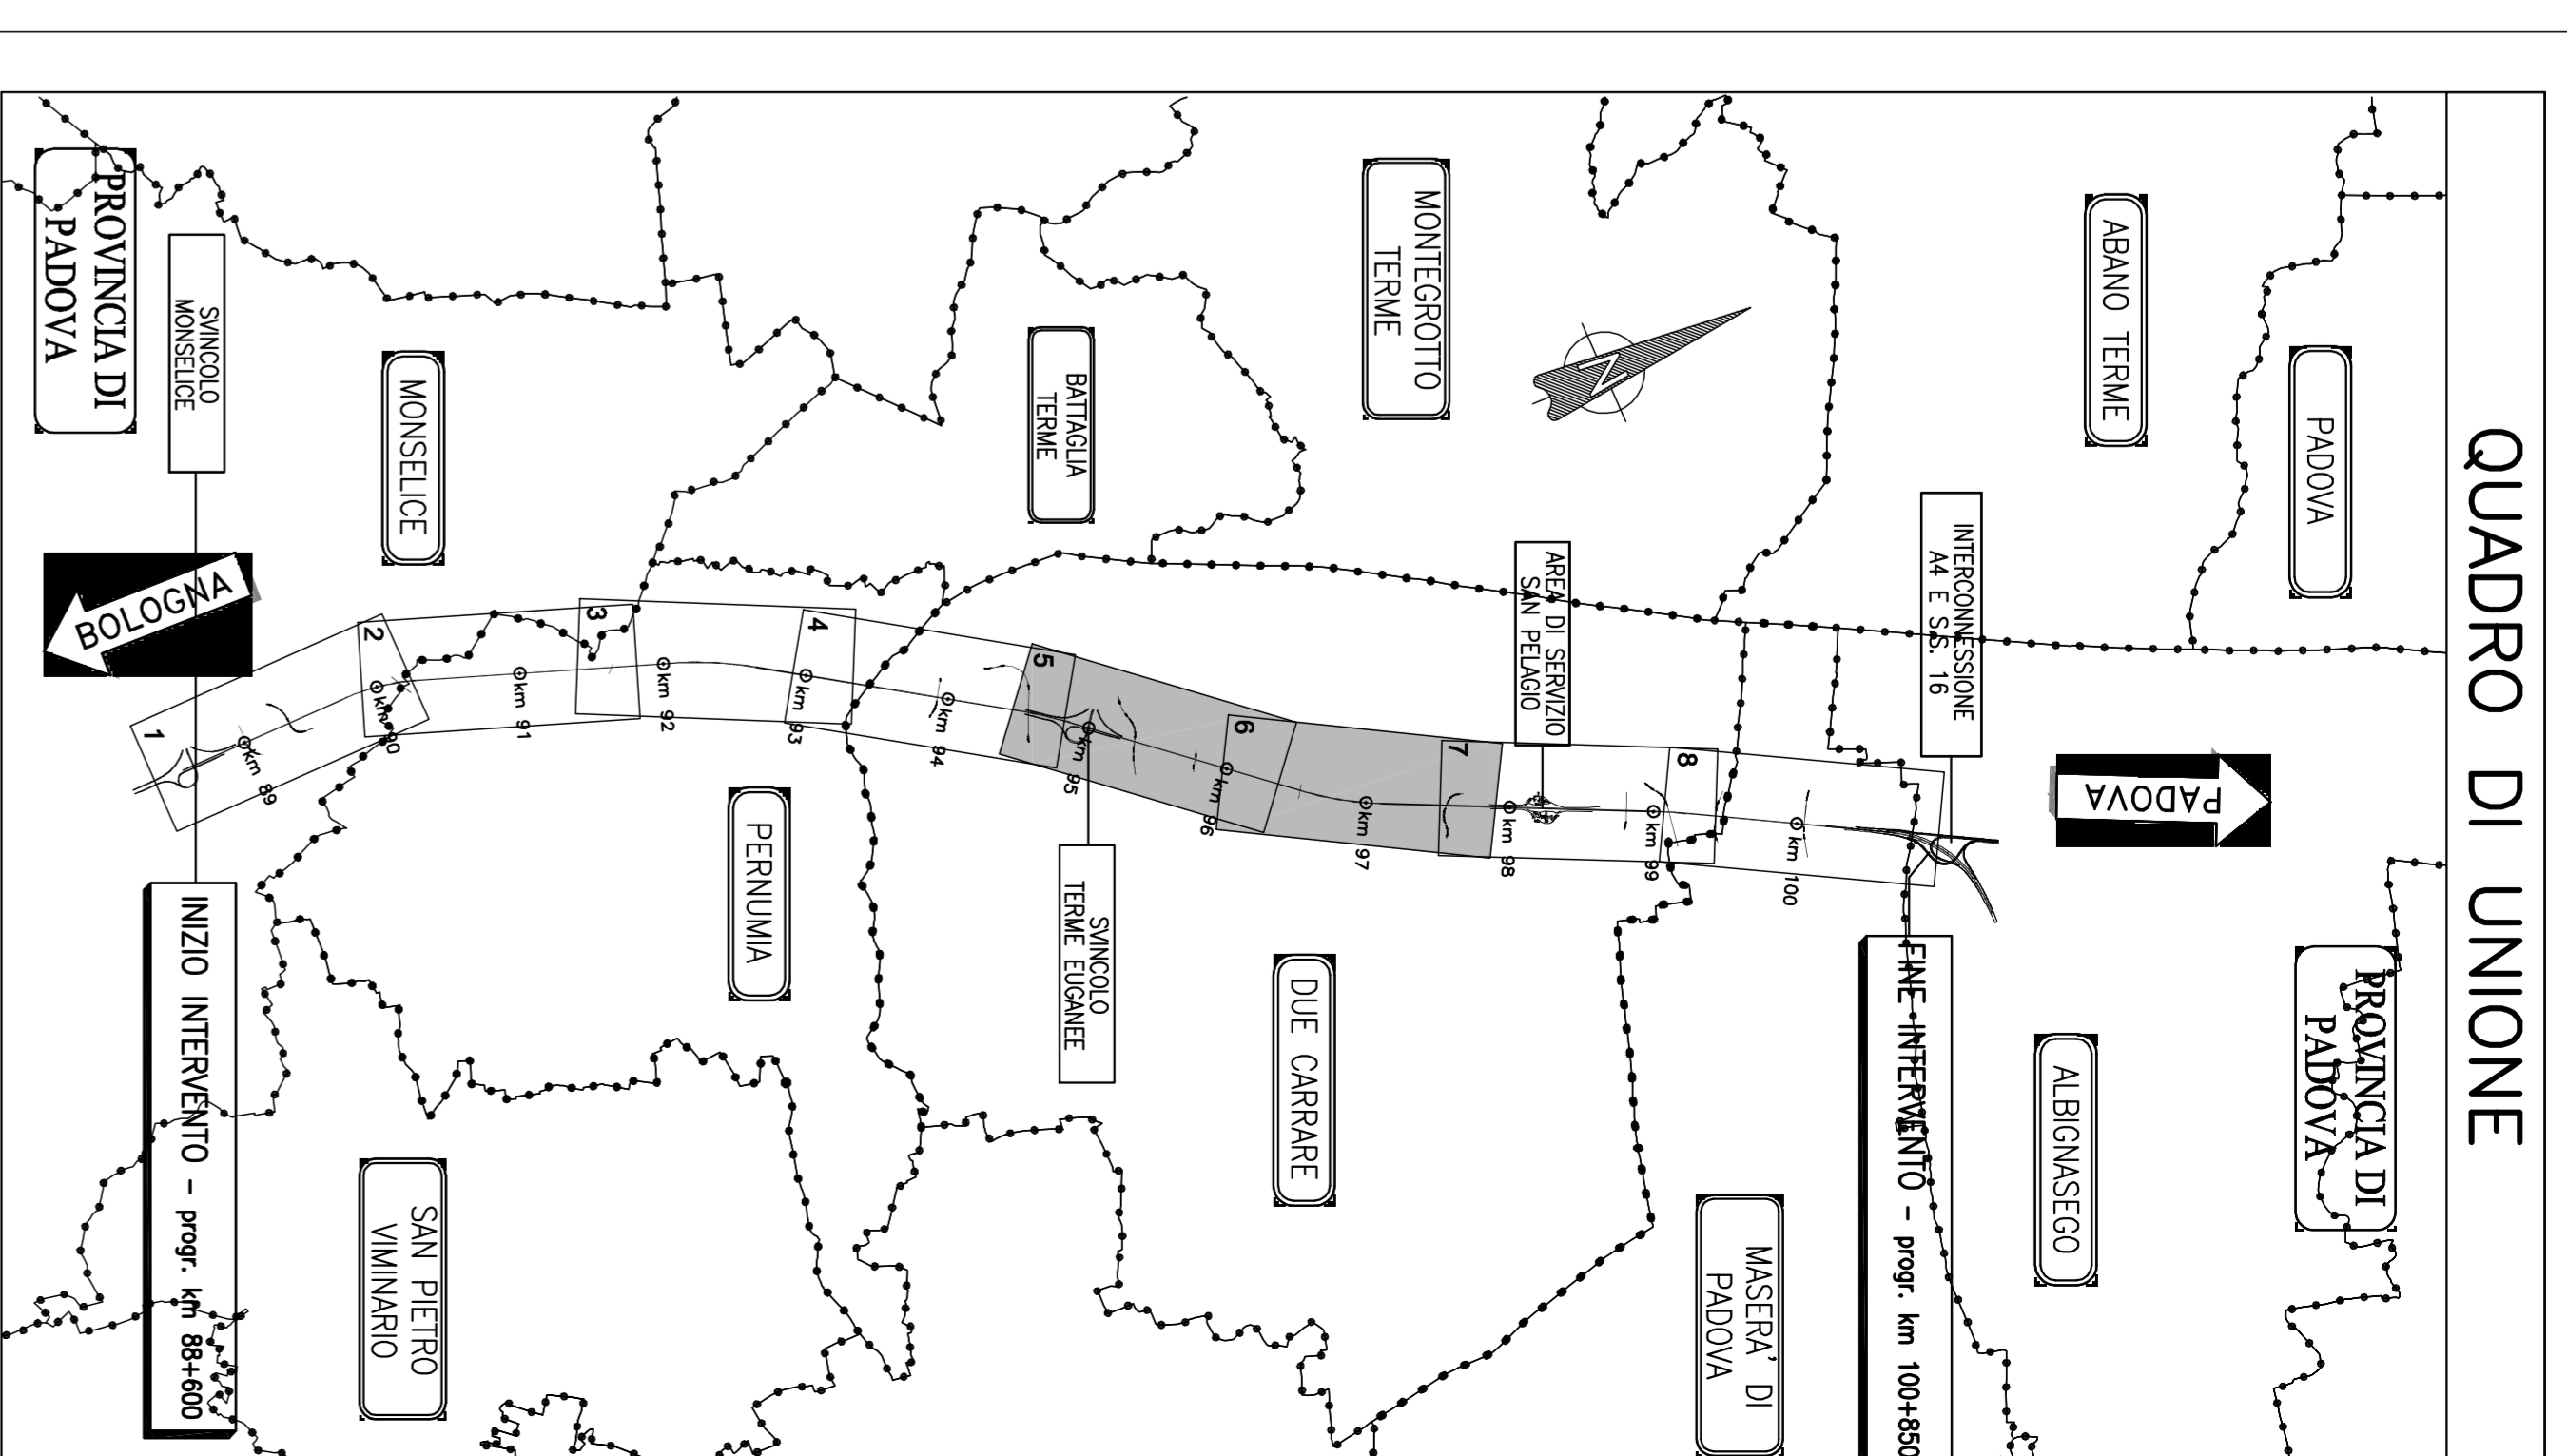 QUADRO DI UNIONE
PROVINCIA DI
PADOVA
SVINCOLO
MONSELICE
MONSELICE
BATTAGLIA
TERME
MONTEGROTTO
TERME
N
ABANO TERME
PADOVA
INTERCONNESSIONE
A4 E S.S. 16
AREA DI SERVIZIO
SAN PELAGIO
BOLOGNA
PADOVA
1
2
3
4
5
6
7
8
km 89
km 90
km 91
km 92
km 93
km 94
km 95
km 96
km 97
km 98
km 99
km 100
PERNUMIA
SVINCOLO
TERME EUGANEE
DUE CARRARE
INIZIO INTERVENTO - progr. km 88+600
FINE INTERVENTO - progr. km 100+850
SAN PIETRO
VIMINARIO
MASERA' DI
PADOVA
ALBIGNASEGO
PROVINCIA DI
PADOVA